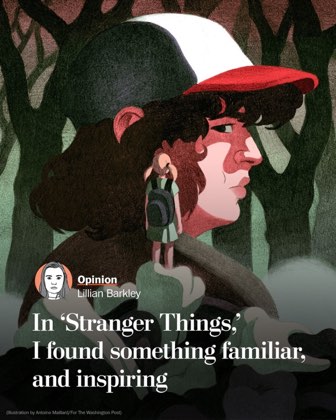 Opinion
Lillian Barkley
In ‘Stranger Things,’
I found something familiar,
and inspiring
(Illustration by Antoine Maillard/For The Washington Post)